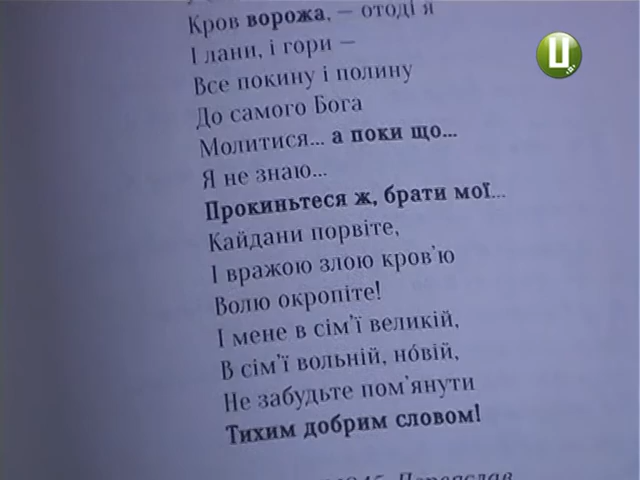 Кров ворожа, — отоді я
І лани, і гори —
Все покину і полину
До самого Бога
Молитися... а поки що...
Я не знаю...
Прокиньтеся ж, брати мої...
Кайдани порвіте,
І вражою злою кров’ю
Волю окропіте!
І мене в сім’ї великій,
В сім’ї вольній, но́вій,
Не забудьте пом’янути
Тихим добрим словом!
Ц